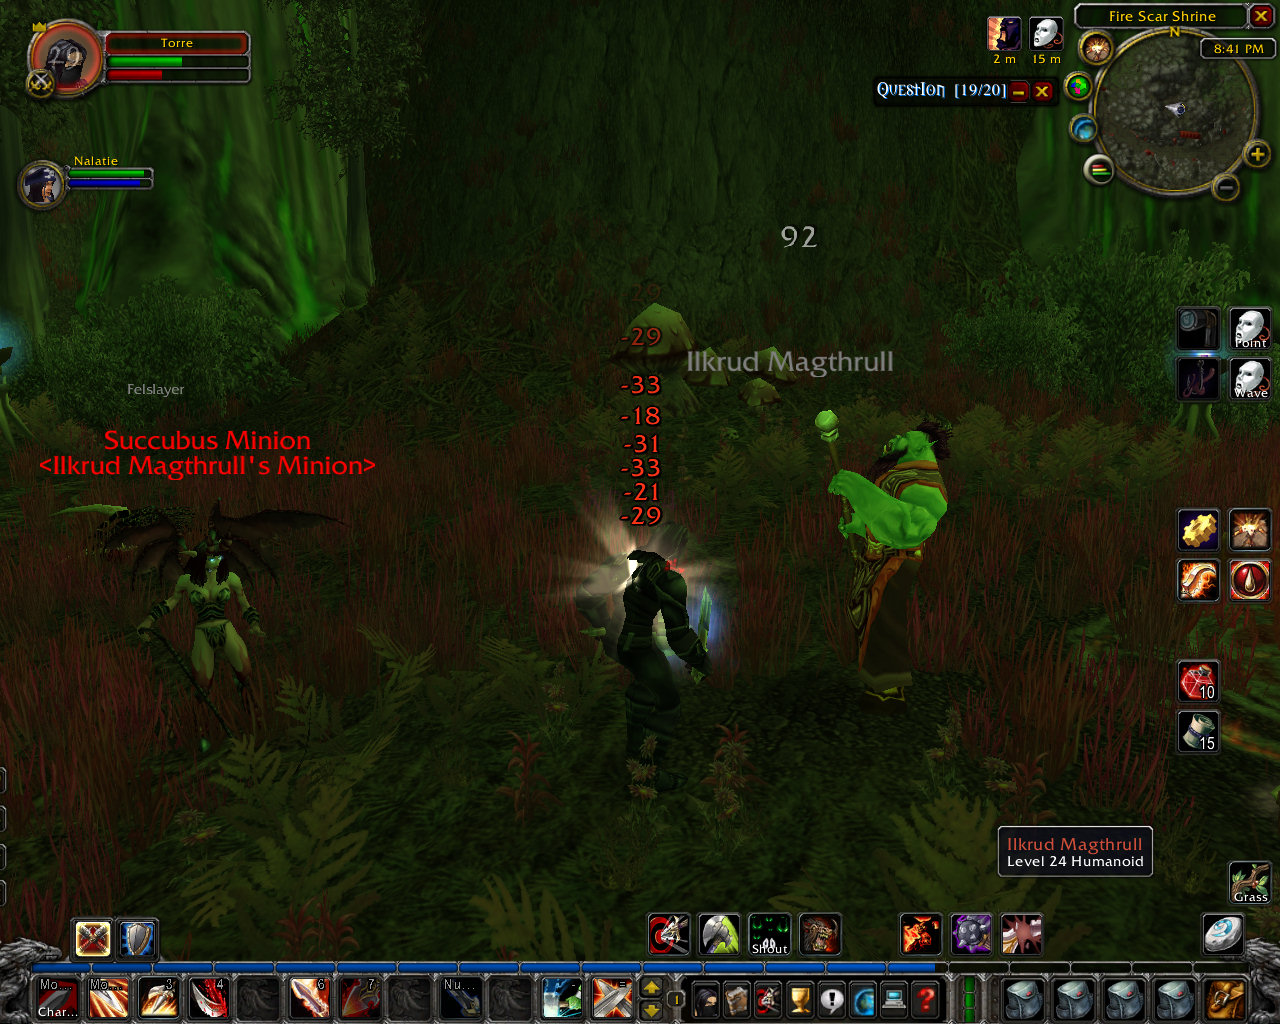 Torre
Nalatie
2 m
15 m
Fire Scar Shrine
N
8:41 PM
Question [19/20]
92
-29
-33
-18
-31
-33
-21
-29
Ilkrud Magthrull
Felslayer
Succubus Minion
<Ilkrud Magthrull's Minion>
Point
Wave
10
15
Ilkrud Magthrull
Level 24 Humanoid
Grass
Shout
Mo...
Mo...
3
4
6
7
Nu...
=
1
Char...